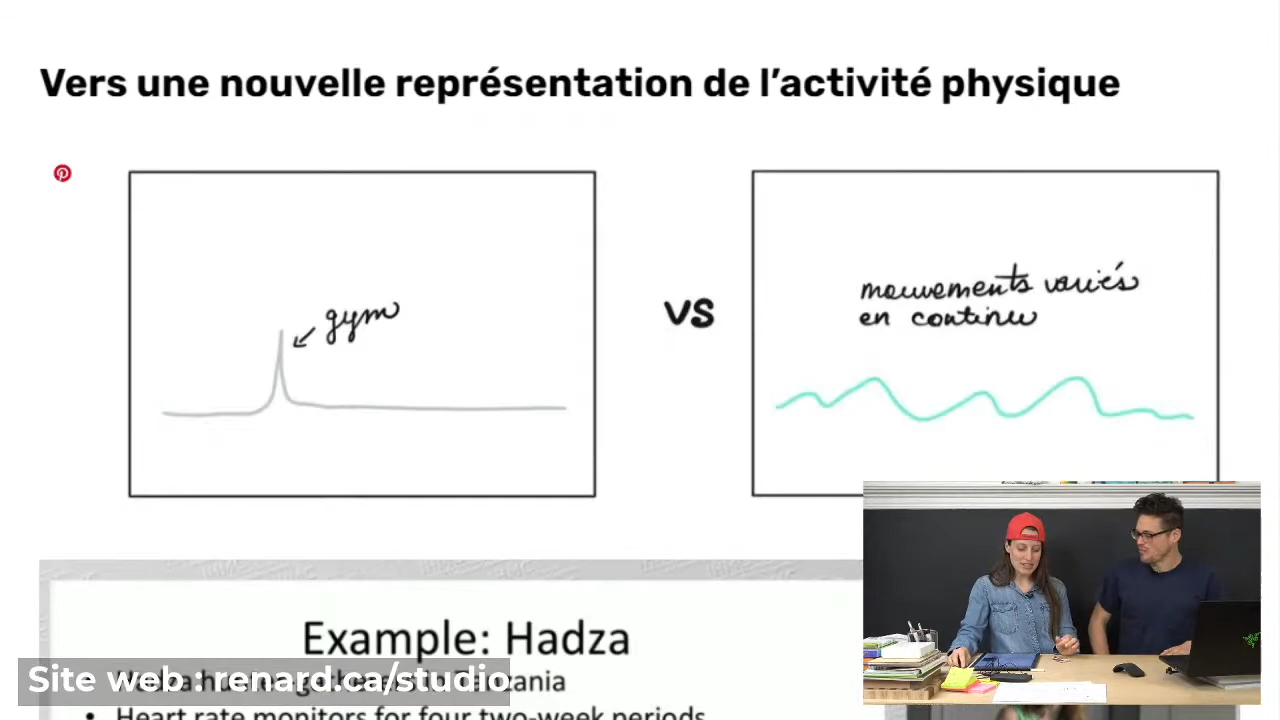 Vers une nouvelle représentation de l’activité physique
gym
vs
mouvements variés
en continu
Example: Hadza
Site web : renard.ca/studio
Heart rate monitors for four two-week periods